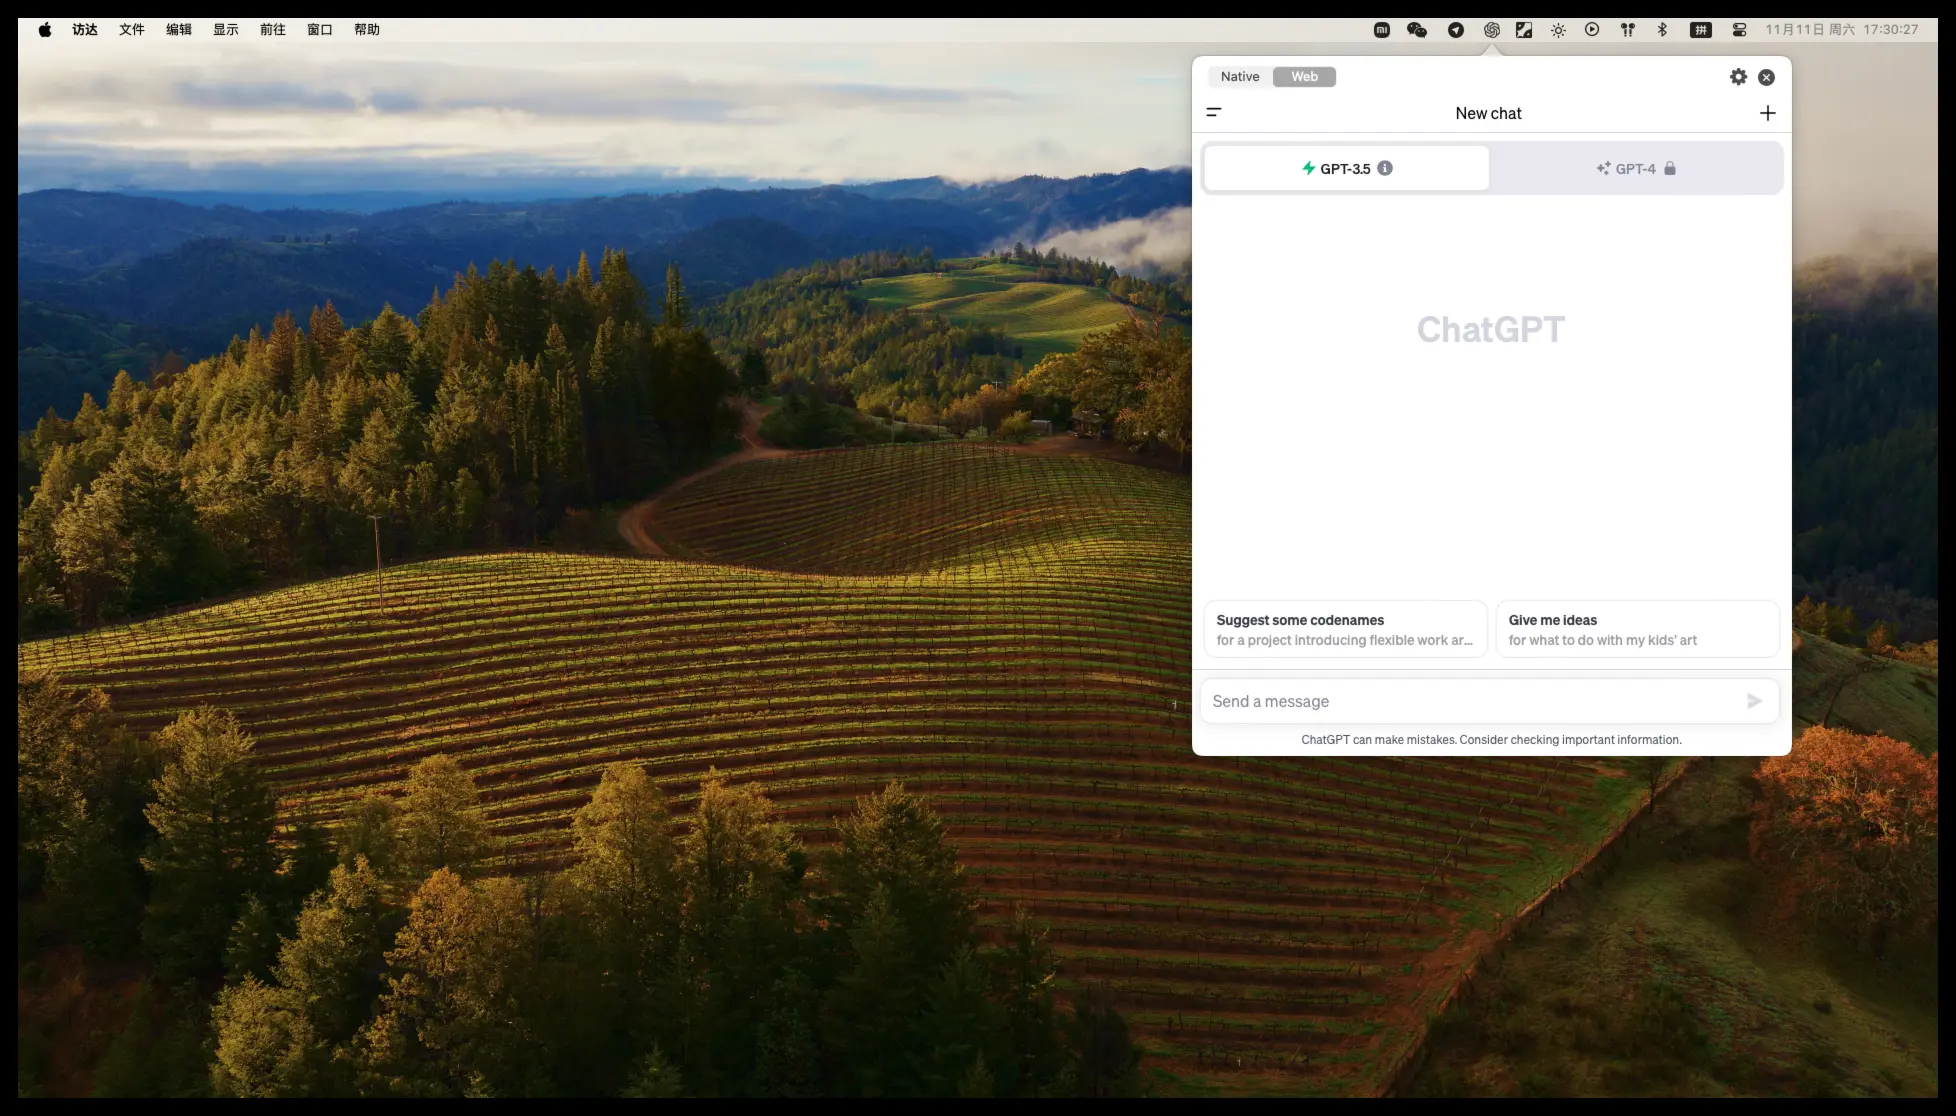 访达 文件 编辑 显示 前往 窗口 帮助 拼 11月11日 周六 17:30:27
Native Web
New chat
GPT-3.5 GPT-4
ChatGPT
Suggest some codenames
for a project introducing flexible work ar...
Give me ideas
for what to do with my kids' art
Send a message
ChatGPT can make mistakes. Consider checking important information.